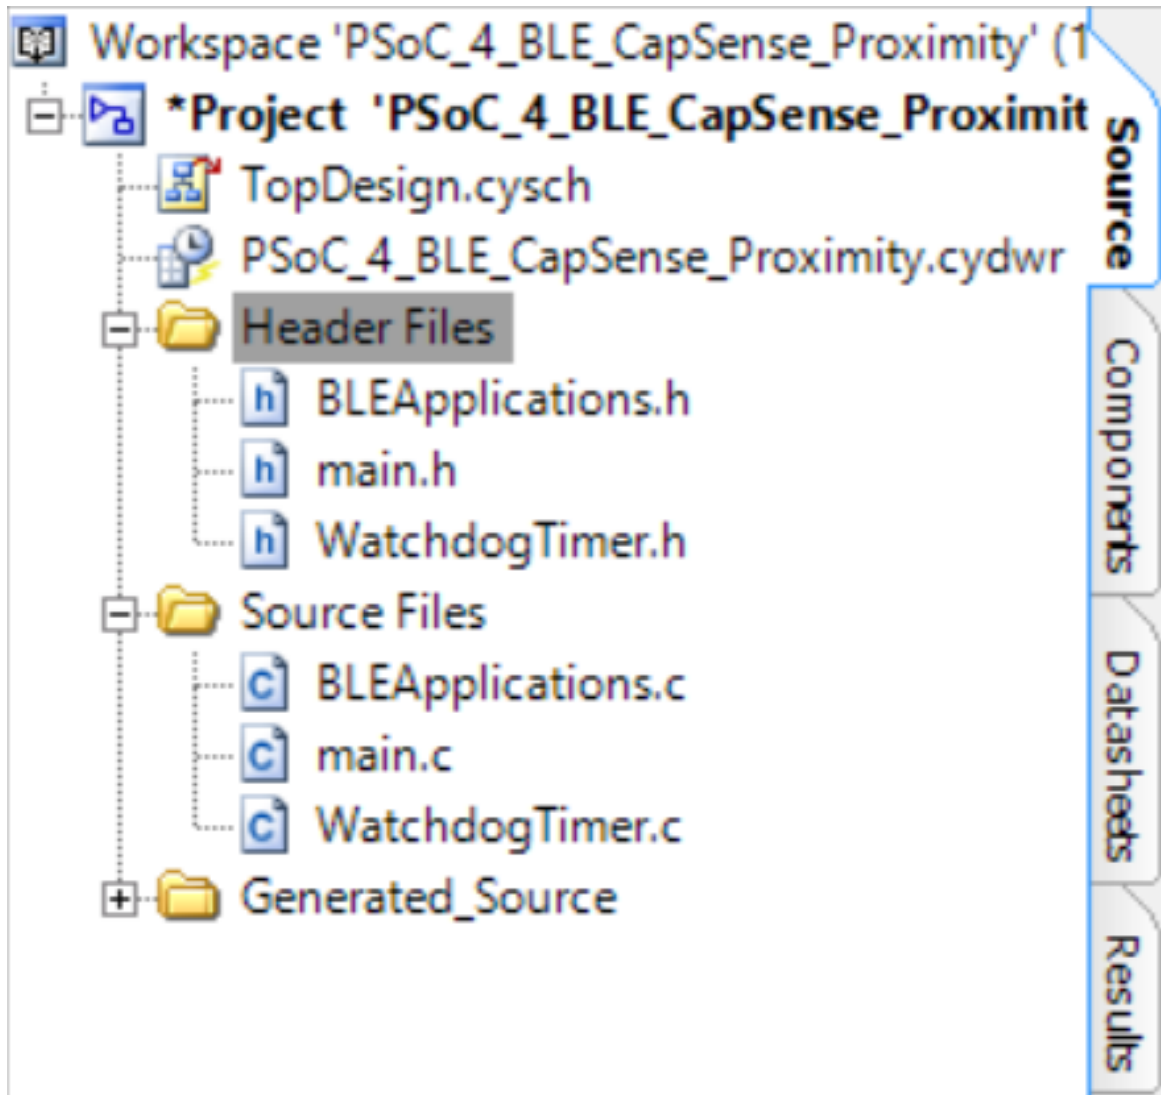 Workspace 'PSoC_4_BLE_CapSense_Proximity' (1
*Project 'PSoC_4_BLE_CapSense_Proximit
TopDesign.cysch
PSoC_4_BLE_CapSense_Proximity.cydwr
Header Files
h BLEApplications.h
h main.h
h WatchdogTimer.h
Source Files
C BLEApplications.c
C main.c
C WatchdogTimer.c
Generated_Source
Source
Components
Datasheets
Results